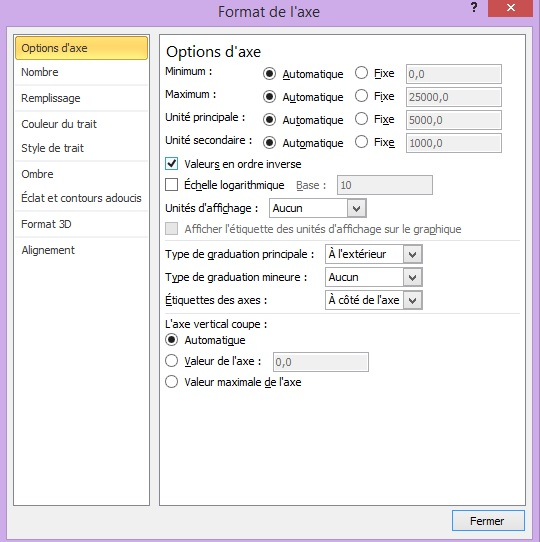 Format de l'axe
?
Options d'axe
Nombre
Remplissage
Couleur du trait
Style de trait
Ombre
Éclat et contours adoucis
Format 3D
Alignement
Options d'axe
Minimum : Automatique Fixe 0,0
Maximum : Automatique Fixe 25000,0
Unité principale : Automatique Fixe 5000,0
Unité secondaire : Automatique Fixe 1000,0
Valeurs en ordre inverse
Échelle logarithmique Base : 10
Unités d'affichage : Aucun
Afficher l'étiquette des unités d'affichage sur le graphique
Type de graduation principale : À l'extérieur
Type de graduation mineure : Aucun
Étiquettes des axes : À côté de l'axe
L'axe vertical coupe :
Automatique
Valeur de l'axe : 0,0
Valeur maximale de l'axe
Fermer